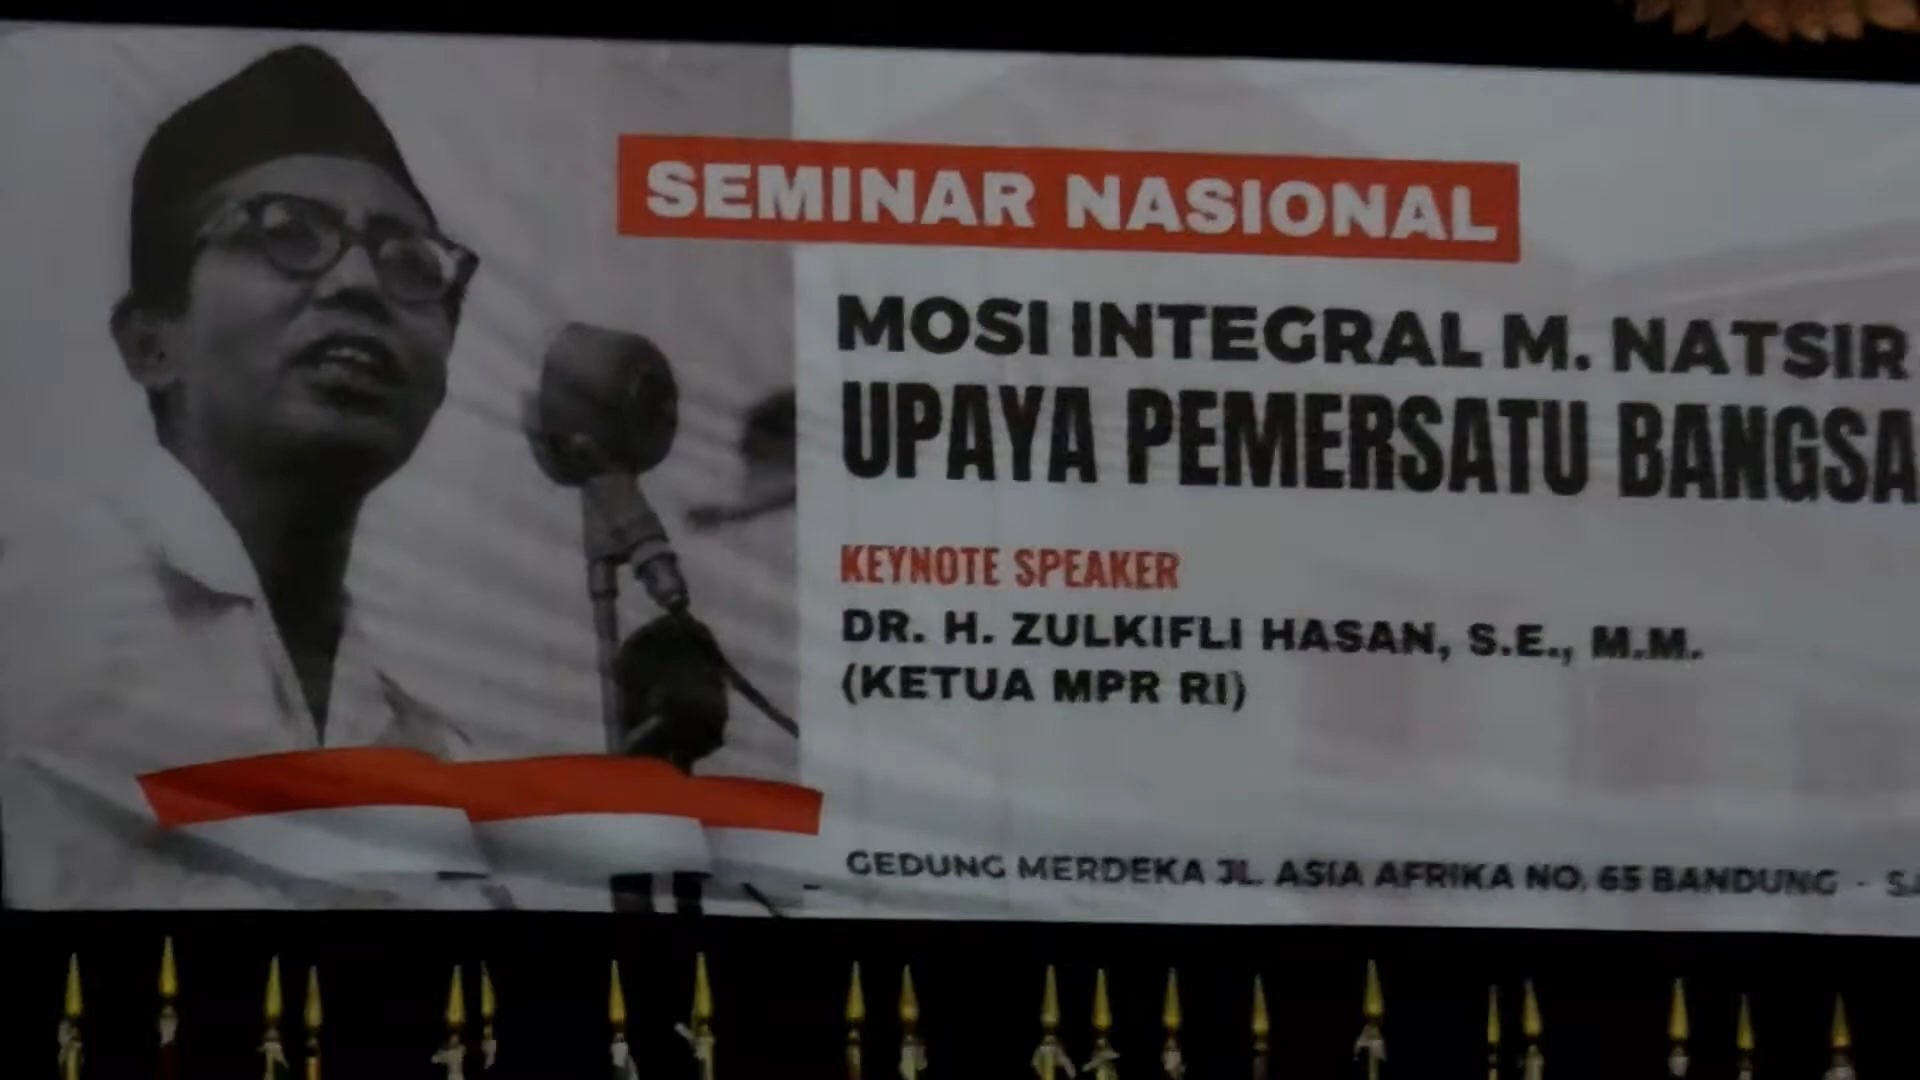 SEMINAR NASIONAL
MOSI INTEGRAL M. NATSIR
UPAYA PEMERSATU BANGSA
KEYNOTE SPEAKER
DR. H. ZULKIFLI HASAN, S.E., M.M.
(KETUA MPR RI)
GEDUNG MERDEKA JL. ASIA AFRIKA NO. 65 BANDUNG -